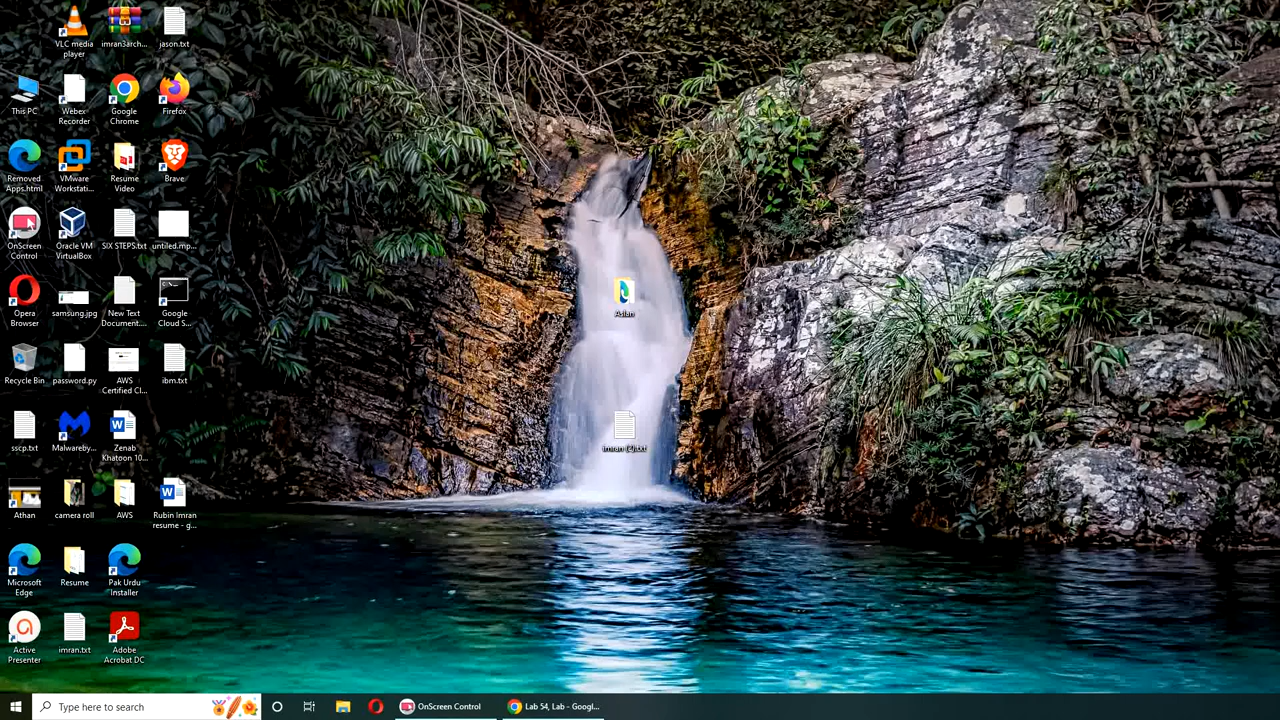 VLC media
player
imran3arch...
jason.txt
This PC
Webex
Recorder
Google
Chrome
Firefox
Removed
Apps.html
VMware
Workstati...
Resume
Video
Brave
OnScreen
Control
Oracle VM
VirtualBox
SIX STEPS.txt
untiled.mp...
Opera
Browser
samsung.jpg
New Text
Document....
Google
Cloud S...
Aslan
Recycle Bin
password.py
AWS
Certified Cl...
ibm.txt
sscp.txt
Malwareby...
Zenab
Khatoon 10...
imran (2).txt
Athan
camera roll
AWS
Rubin Imran
resume - g...
Microsoft
Edge
Resume
Pak Urdu
Installer
Active
Presenter
imran.txt
Adobe
Acrobat DC
Type here to search
OnScreen Control
Lab 54, Lab - Googl...